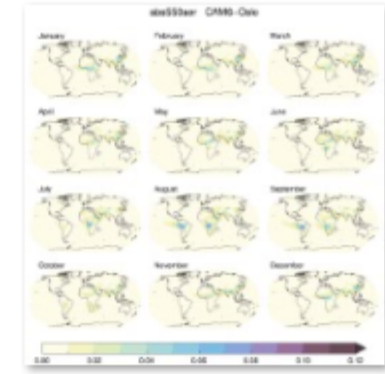 abs550aer CAM6-Oslo
January February March
April May June
July August September
October November December
0.00 0.02 0.04 0.06 0.08 0.10 0.12